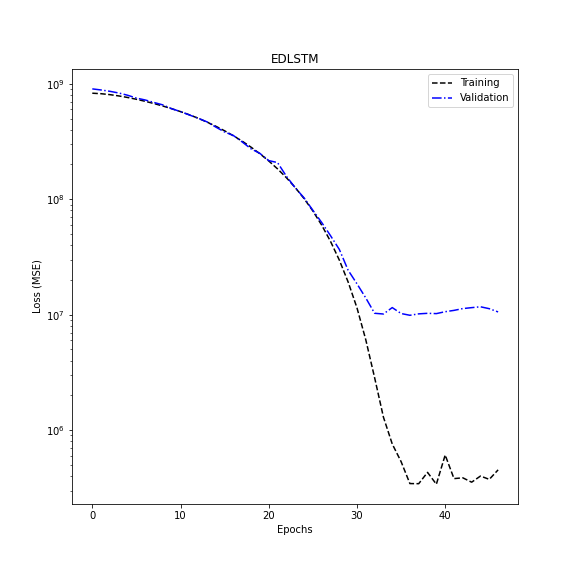 EDLSTM
Training
Validation
Loss (MSE)
10⁹
10⁸
10⁷
10⁶
0 10 20 30 40
Epochs